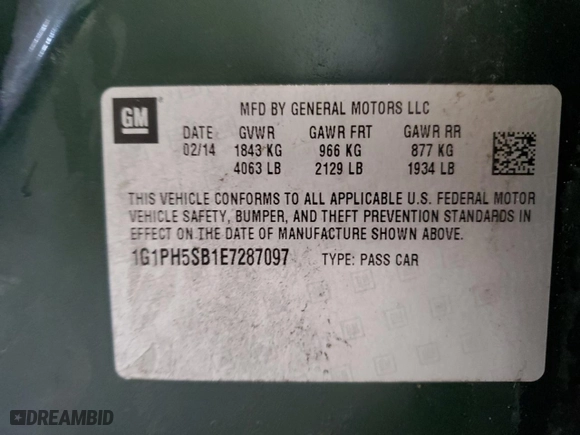 GM
MFD BY GENERAL MOTORS LLC
DATE GVWR GAWR FRT GAWR RR
02/14 1843 KG 966 KG 877 KG
4063 LB 2129 LB 1934 LB
THIS VEHICLE CONFORMS TO ALL APPLICABLE U.S. FEDERAL MOTOR
VEHICLE SAFETY, BUMPER, AND THEFT PREVENTION STANDARDS IN
EFFECT ON THE DATE OF MANUFACTURE SHOWN ABOVE.
1G1PH5SB1E7287097 TYPE: PASS CAR
DREAMBID